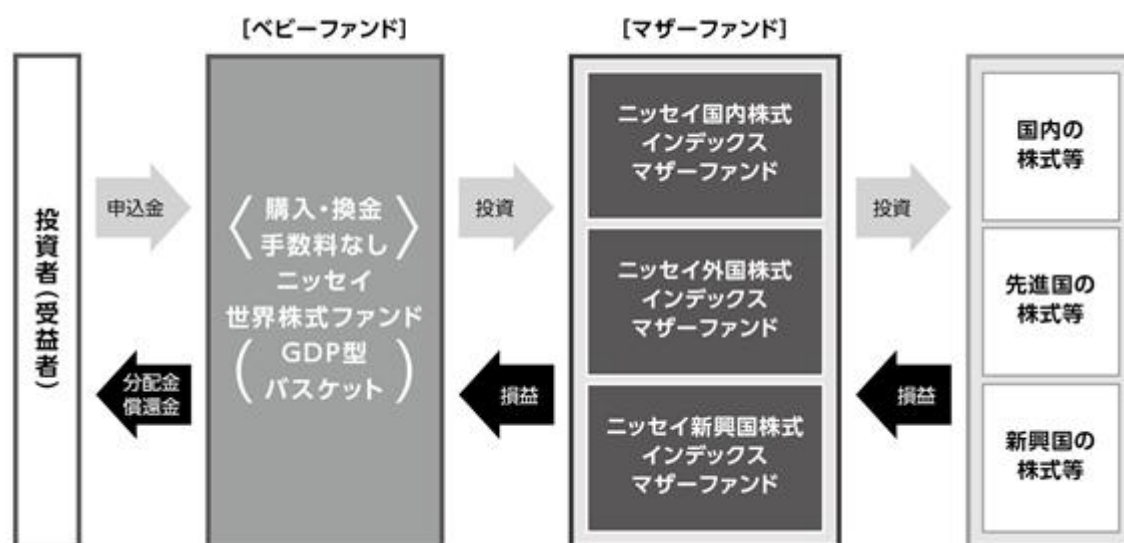 [ベビーファンド]
[マザーファンド]
投資者(受益者)
申込金
分配金
償還金
〈購入・換金
手数料なし〉
ニッセイ
世界株式ファンド
(GDP型
バスケット)
投資
損益
ニッセイ国内株式
インデックス
マザーファンド
ニッセイ外国株式
インデックス
マザーファンド
ニッセイ新興国株式
インデックス
マザーファンド
投資
損益
国内の
株式等
先進国の
株式等
新興国の
株式等